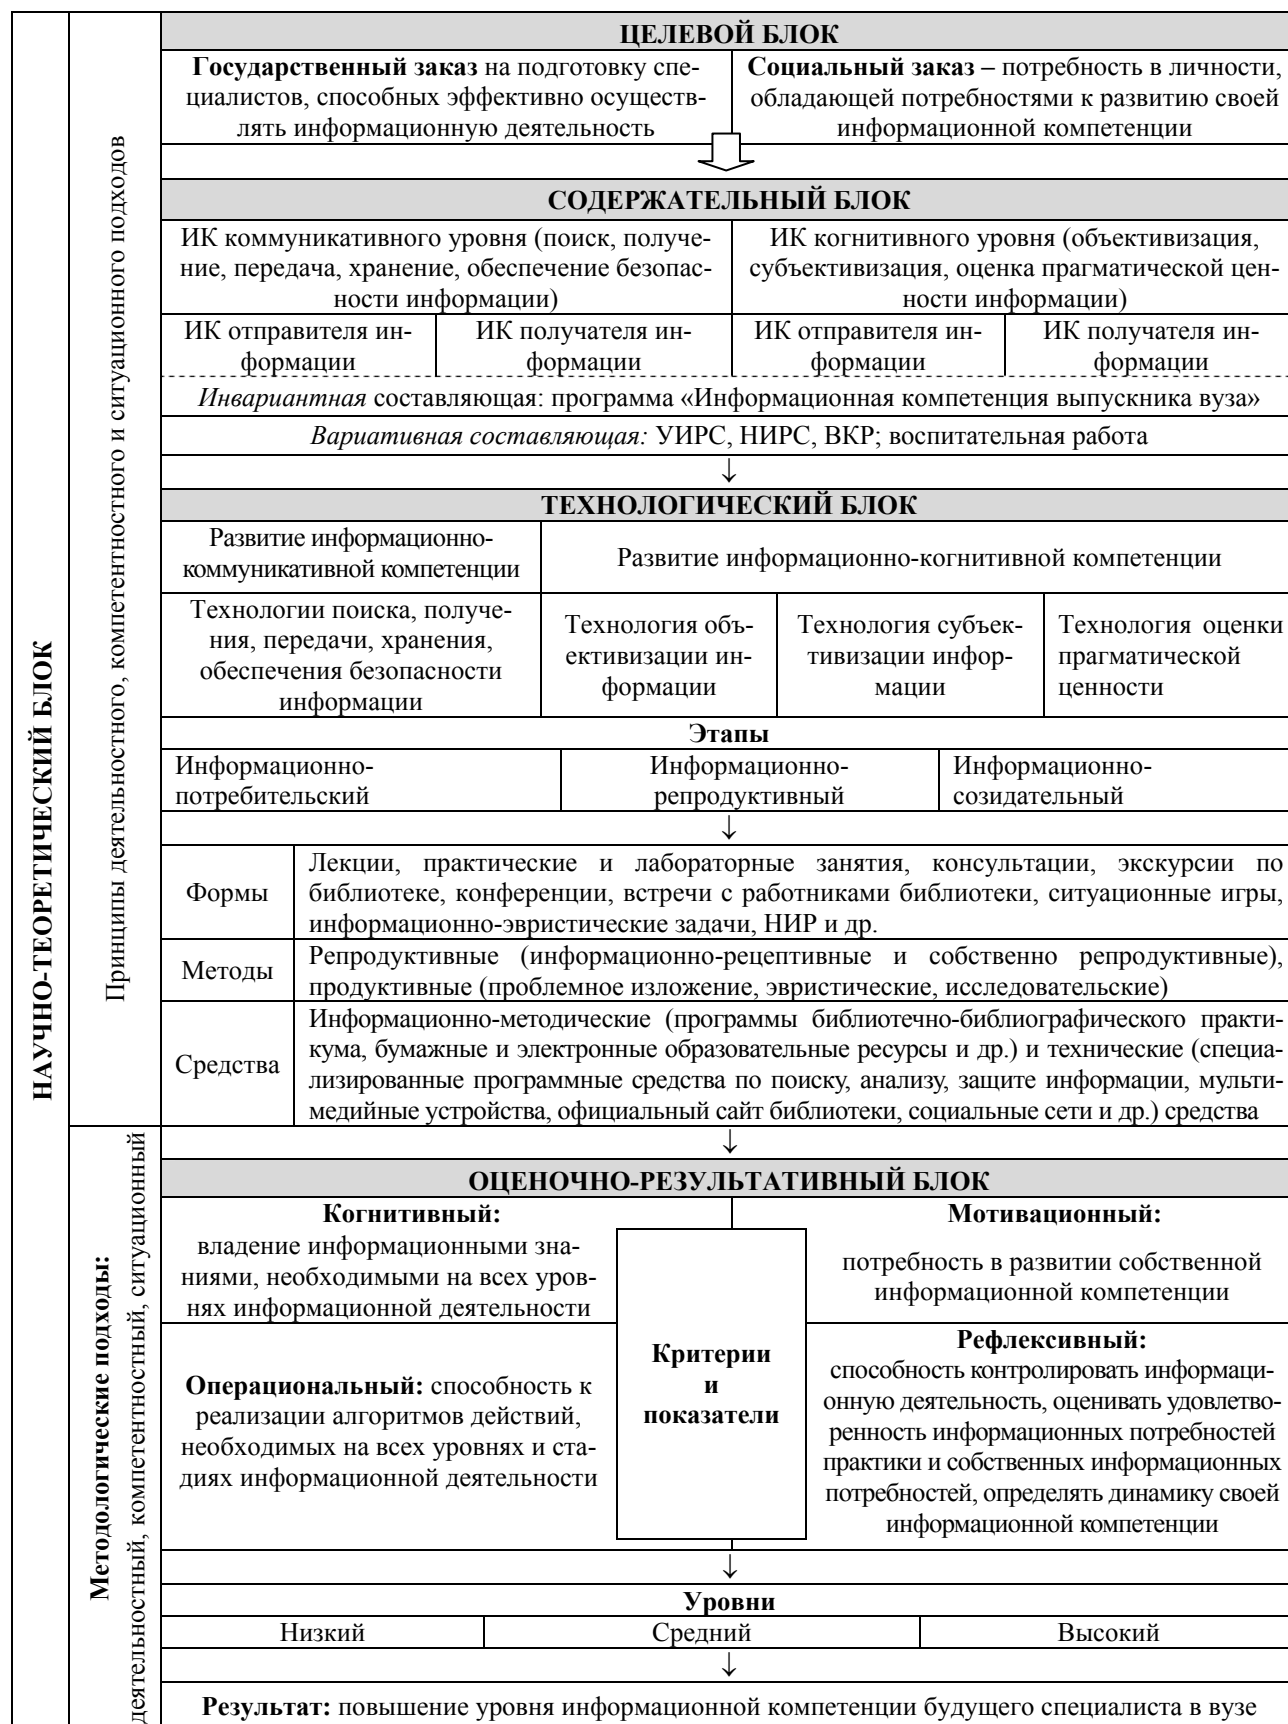 НАУЧНО-ТЕОРЕТИЧЕСКИЙ БЛОК
Принципы деятельностного, компетентностного и ситуационного подходов
Методологические подходы:
деятельностный, компетентностный, ситуационный
ЦЕЛЕВОЙ БЛОК
Государственный заказ на подготовку спе-
циалистов, способных эффективно осуществ-
лять информационную деятельность
Социальный заказ – потребность в личности,
обладающей потребностями к развитию своей
информационной компетенции
СОДЕРЖАТЕЛЬНЫЙ БЛОК
ИК коммуникативного уровня (поиск, получе-
ние, передача, хранение, обеспечение безопас-
ности информации)
ИК когнитивного уровня (объективизация,
субъективизация, оценка прагматической цен-
ности информации)
ИК отправителя ин-
формации
ИК получателя ин-
формации
ИК отправителя ин-
формации
ИК получателя ин-
формации
Инвариантная составляющая: программа «Информационная компетенция выпускника вуза»
Вариативная составляющая: УИРС, НИРС, ВКР; воспитательная работа
↓
ТЕХНОЛОГИЧЕСКИЙ БЛОК
Развитие информационно-
коммуникативной компетенции
Развитие информационно-когнитивной компетенции
Технологии поиска, получе-
ния, передачи, хранения,
обеспечения безопасности
информации
Технология объ-
ективизации ин-
формации
Технология субъек-
тивизации инфор-
мации
Технология оценки
прагматической
ценности
Этапы
Информационно-
потребительский
Информационно-
репродуктивный
Информационно-
созидательный
↓
Формы
Лекции, практические и лабораторные занятия, консультации, экскурсии по
библиотеке, конференции, встречи с работниками библиотеки, ситуационные игры,
информационно-эвристические задачи, НИР и др.
Методы
Репродуктивные (информационно-рецептивные и собственно репродуктивные),
продуктивные (проблемное изложение, эвристические, исследовательские)
Средства
Информационно-методические (программы библиотечно-библиографического практи-
кума, бумажные и электронные образовательные ресурсы и др.) и технические (специа-
лизированные программные средства по поиску, анализу, защите информации, мульти-
медийные устройства, официальный сайт библиотеки, социальные сети и др.) средства
↓
ОЦЕНОЧНО-РЕЗУЛЬТАТИВНЫЙ БЛОК
Когнитивный:
владение информационными зна-
ниями, необходимыми на всех уров-
нях информационной деятельности
Мотивационный:
потребность в развитии собственной
информационной компетенции
Критерии
и
показатели
Операциональный: способность к
реализации алгоритмов действий,
необходимых на всех уровнях и ста-
диях информационной деятельности
Рефлексивный:
способность контролировать информаци-
онную деятельность, оценивать удовлетво-
ренность информационных потребностей
практики и собственных информационных
потребностей, определять динамику своей
информационной компетенции
↓
Уровни
Низкий
Средний
Высокий
↓
Результат: повышение уровня информационной компетенции будущего специалиста в вузе